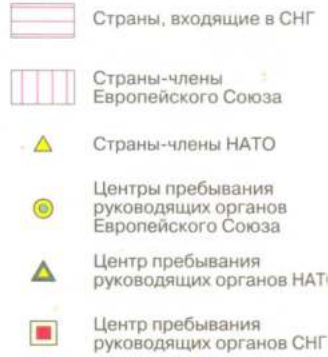 Страны, входящие в СНГ
Страны-члены
Европейского Союза
Страны-члены НАТО
Центры пребывания
руководящих органов
Европейского Союза
Центр пребывания
руководящих органов НАТО
Центр пребывания
руководящих органов СНГ